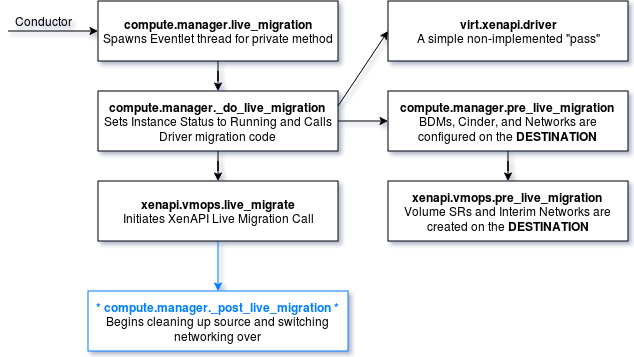 Conductor
compute.manager.live_migration
Spawns Eventlet thread for private method
virt.xenapi.driver
A simple non-implemented "pass"
compute.manager._do_live_migration
Sets Instance Status to Running and Calls
Driver migration code
compute.manager.pre_live_migration
BDMs, Cinder, and Networks are
configured on the DESTINATION
xenapi.vmops.live_migrate
Initiates XenAPI Live Migration Call
xenapi.vmops.pre_live_migration
Volume SRs and Interim Networks are
created on the DESTINATION
* compute.manager._post_live_migration *
Begins cleaning up source and switching
networking over